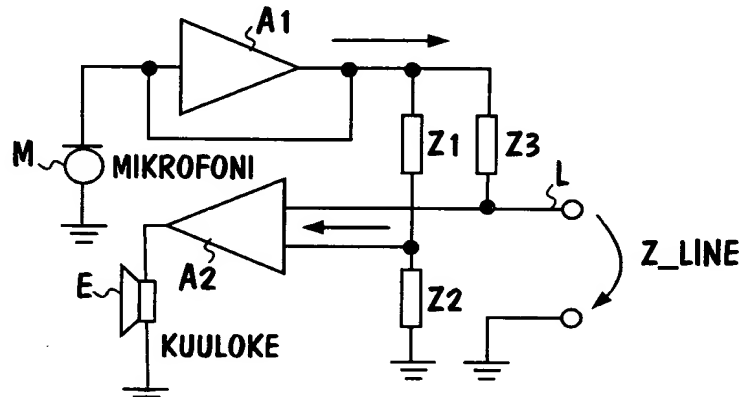 A1
M
MIKROFONI
Z1
Z3
L
A2
Z_LINE
E
Z2
KUULOKE